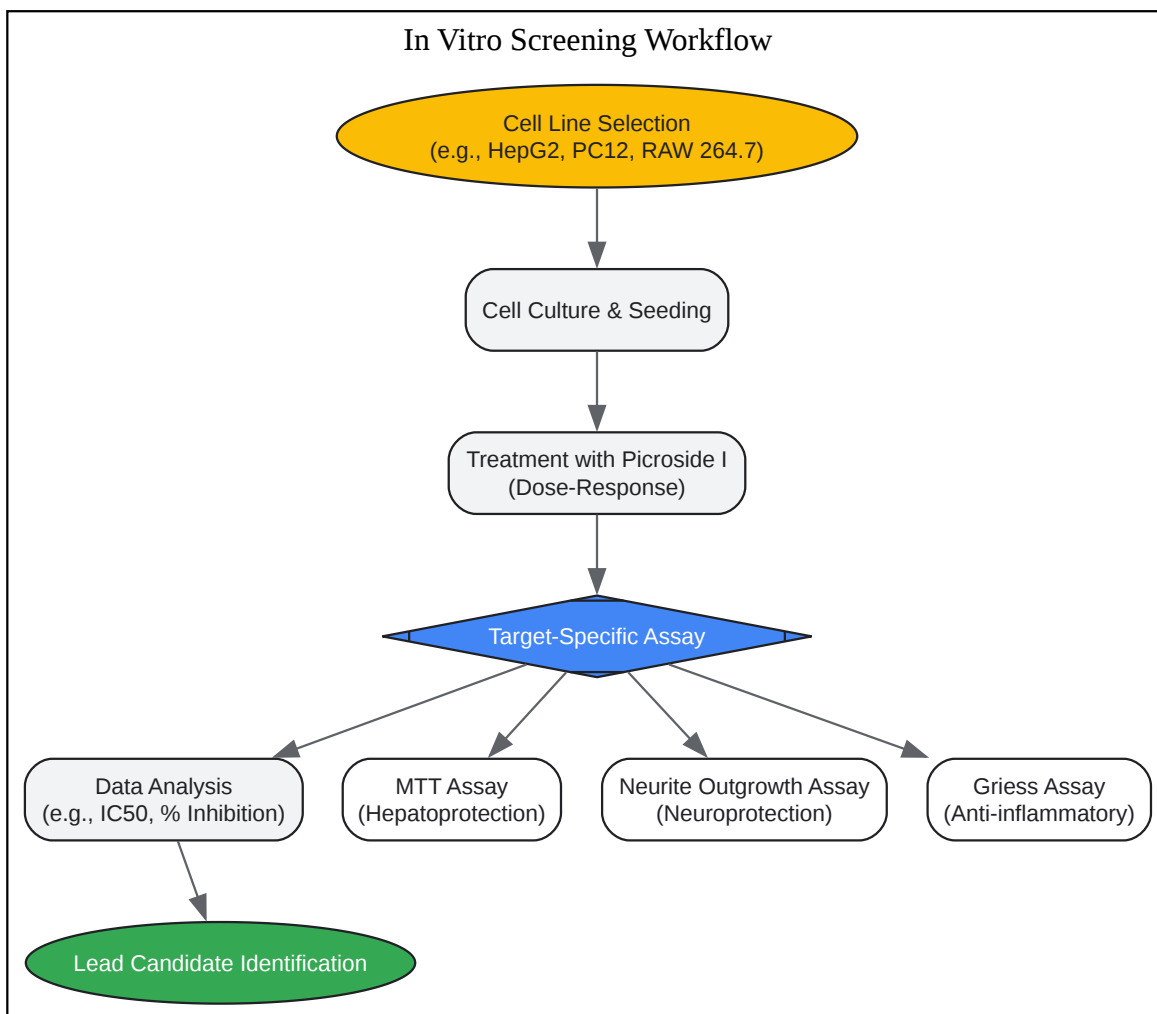 In Vitro Screening Workflow
Cell Line Selection
(e.g., HepG2, PC12, RAW 264.7)
Cell Culture & Seeding
Treatment with Picroside I
(Dose-Response)
Target-Specific Assay
Data Analysis
(e.g., IC50, % Inhibition)
MTT Assay
(Hepatoprotection)
Neurite Outgrowth Assay
(Neuroprotection)
Griess Assay
(Anti-inflammatory)
Lead Candidate Identification